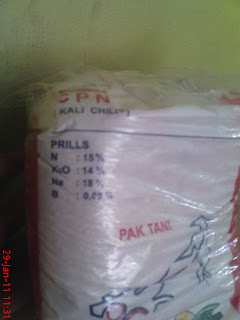 CPN
(KALI CHILI)
PRILLS
N : 15 %
K₂O : 14 %
Na : 18 %
B : 0,05 %
PAK TANI
29-Jan-11 11:31